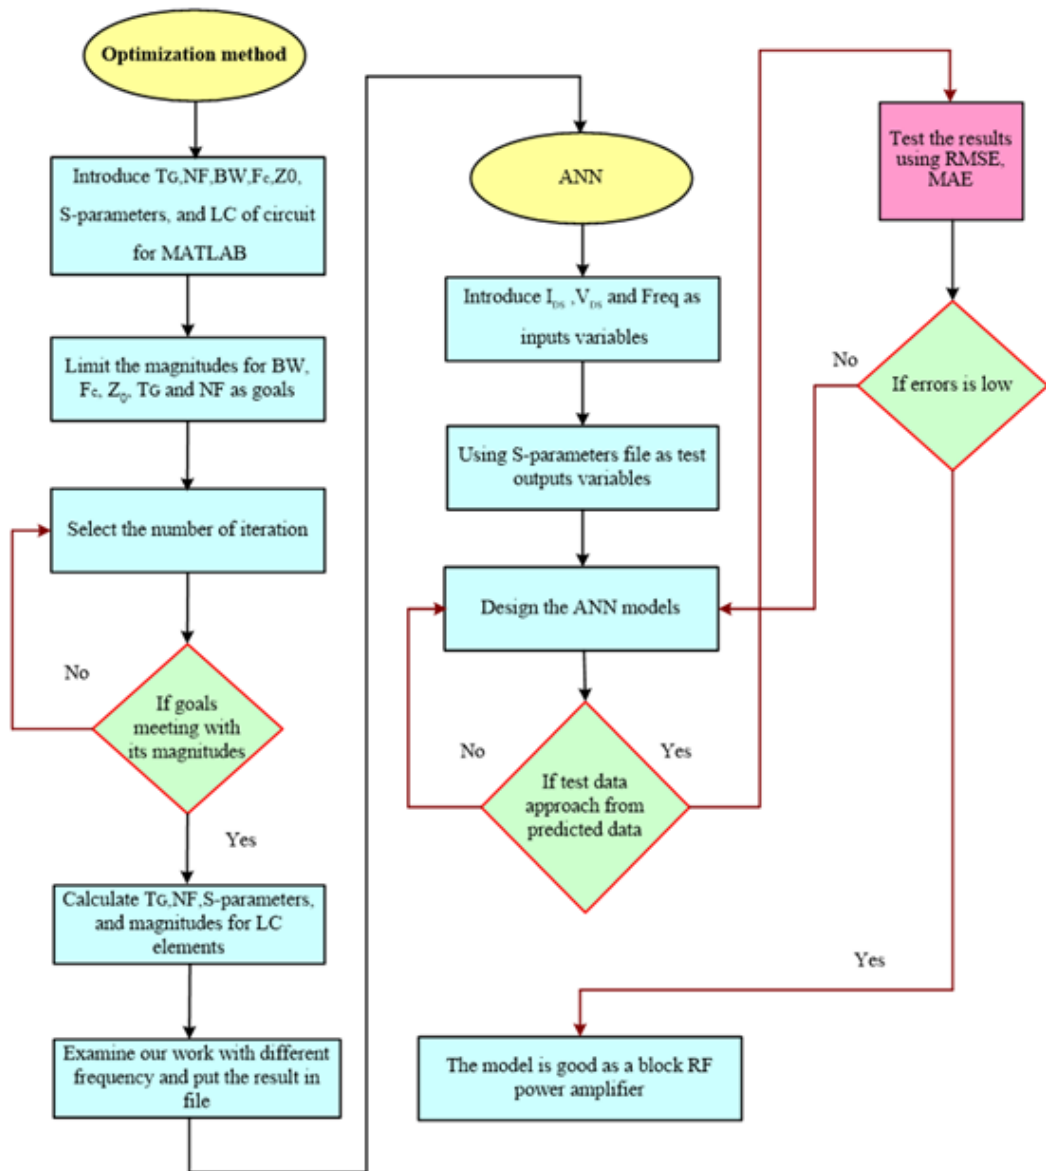 Optimization method
Introduce TG,NF,BW,Fc,Z0,
S-parameters, and LC of circuit
for MATLAB
Limit the magnitudes for BW,
Fc, Z0, TG and NF as goals
Select the number of iteration
No
If goals
meeting with
its magnitudes
Yes
Calculate TG,NF,S-parameters,
and magnitudes for LC
elements
Examine our work with different
frequency and put the result in
file
ANN
Introduce IDS ,VDS and Freq as
inputs variables
Using S-parameters file as test
outputs variables
Design the ANN models
No
Yes
If test data
approach from
predicted data
Test the results
using RMSE,
MAE
No
If errors is low
Yes
The model is good as a block RF
power amplifier